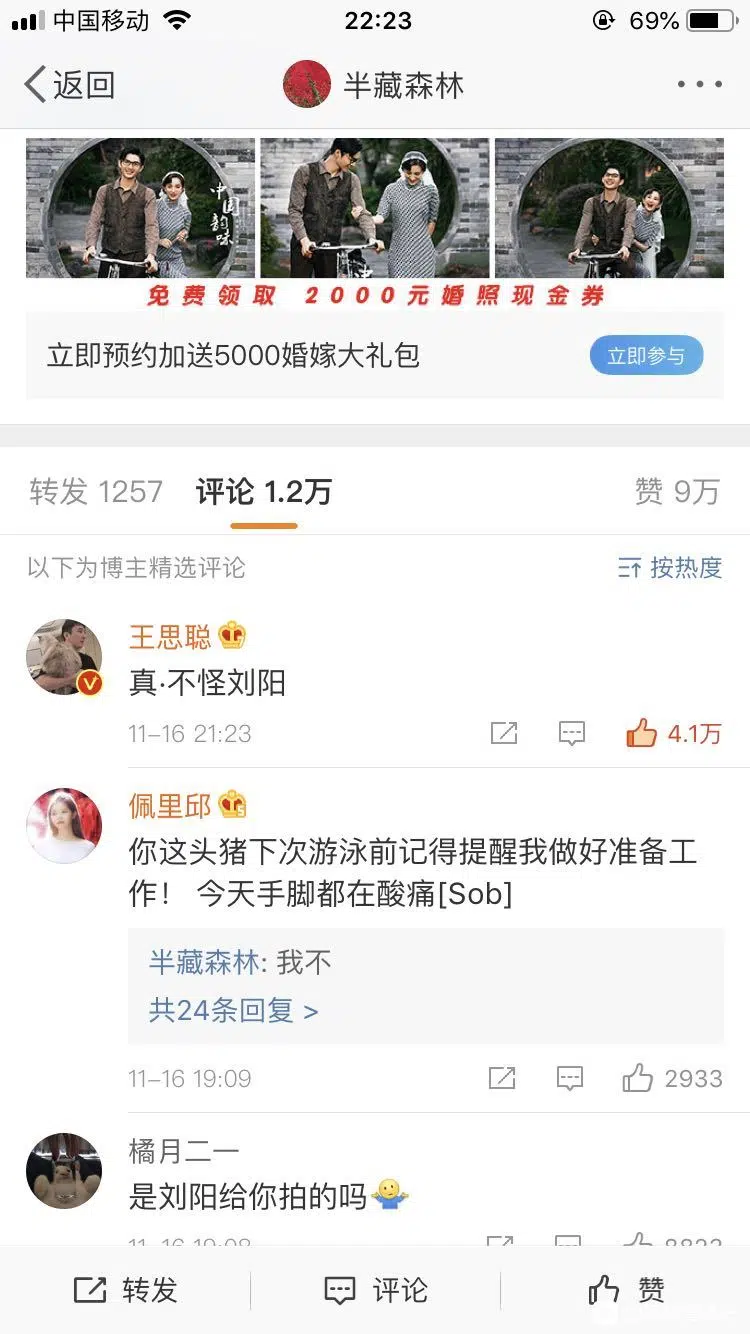 中国移动
22:23
69%
返回
半藏森林
中国韵味
免费领取 2000元婚照现金券
立即预约加送5000婚嫁大礼包
立即参与
转发 1257
评论 1.2万
赞 9万
以下为博主精选评论
按热度
王思聪
真·不怪刘阳
11-16 21:23
4.1万
佩里邱
你这头猪下次游泳前记得提醒我做好准备工
作！ 今天手脚都在酸痛[Sob]
半藏森林: 我不
共24条回复 >
11-16 19:09
2933
橘月二一
是刘阳给你拍的吗🤷‍♂️
转发
评论
赞